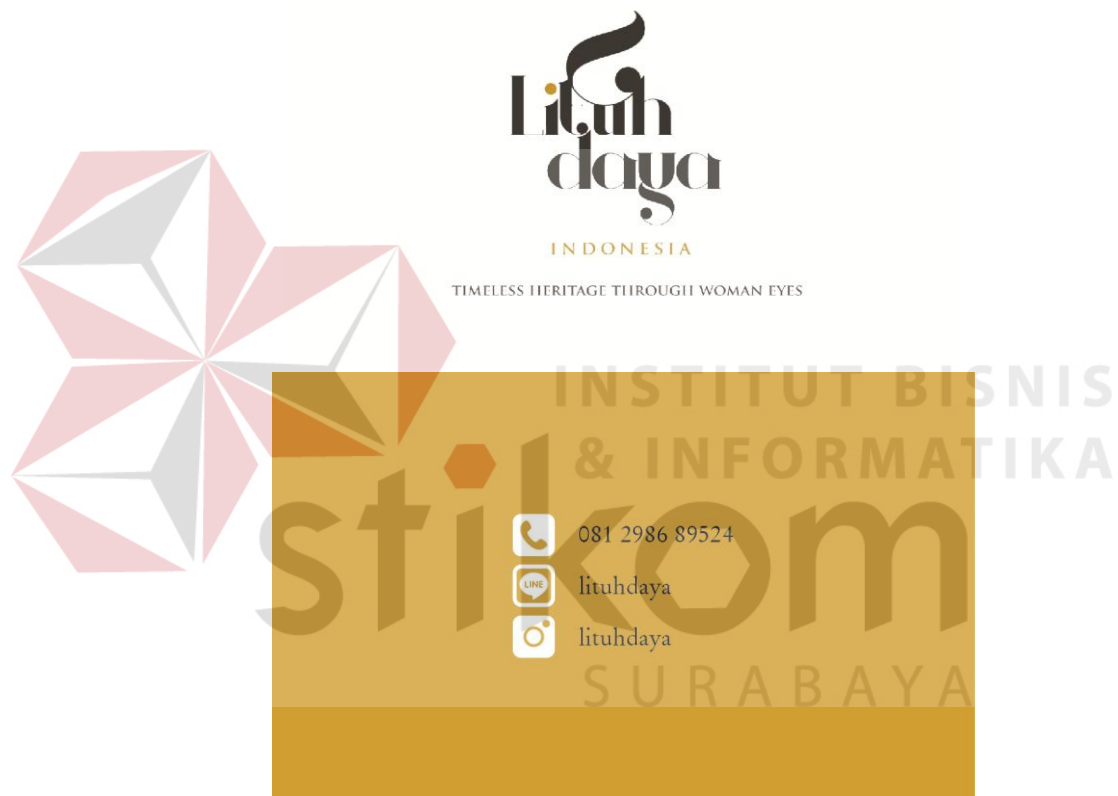 Lituh
daya
INDONESIA
TIMELESS HERITAGE THROUGH WOMAN EYES
INSTITUT BISNIS
& INFORMATIKA
stikom
SURABAYA
081 2986 89524
LINE
lituhdaya
lituhdaya